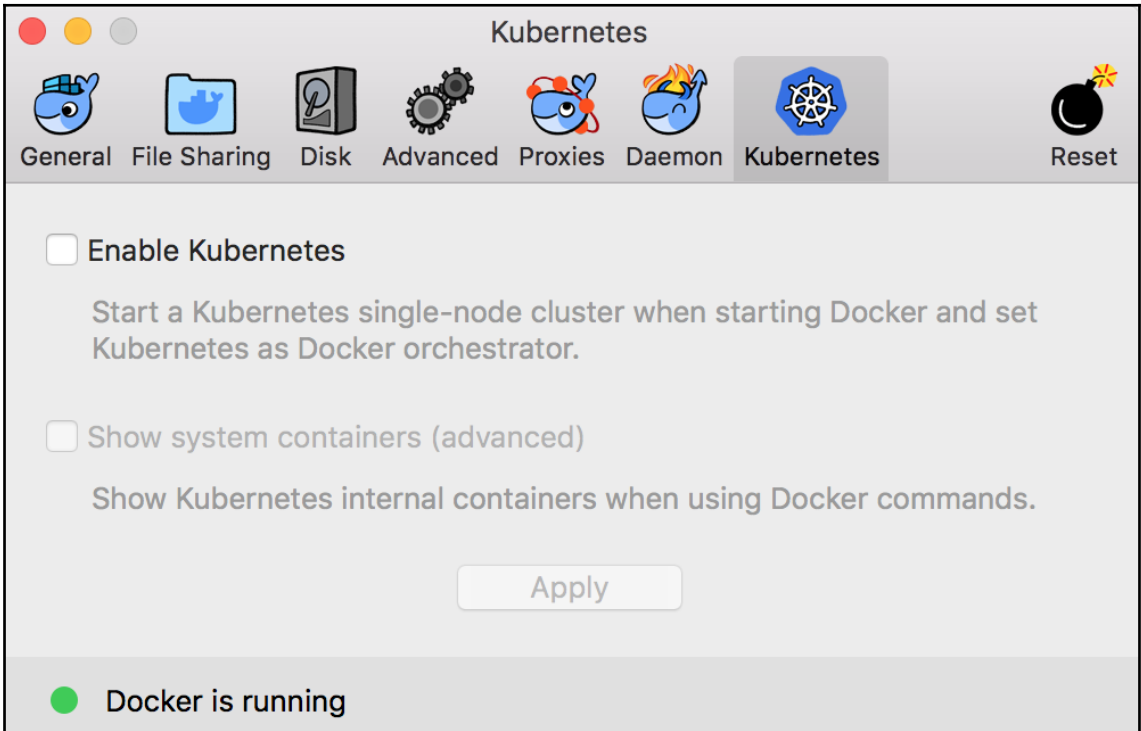 Kubernetes
General File Sharing Disk Advanced Proxies Daemon Kubernetes Reset
Enable Kubernetes
Start a Kubernetes single-node cluster when starting Docker and set
Kubernetes as Docker orchestrator.
Show system containers (advanced)
Show Kubernetes internal containers when using Docker commands.
Apply
Docker is running